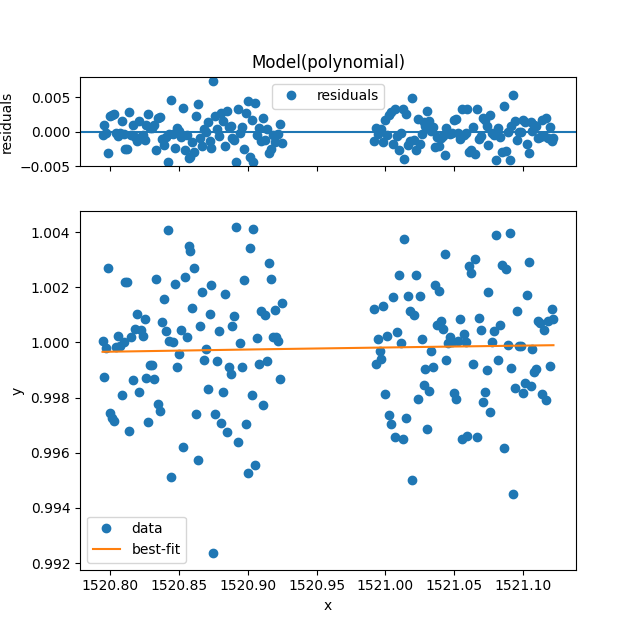 Model(polynomial)
residuals
0.005
0.000
−0.005
residuals
y
1.004
1.002
1.000
0.998
0.996
0.994
0.992
data
best-fit
1520.80 1520.85 1520.90 1520.95 1521.00 1521.05 1521.10
x